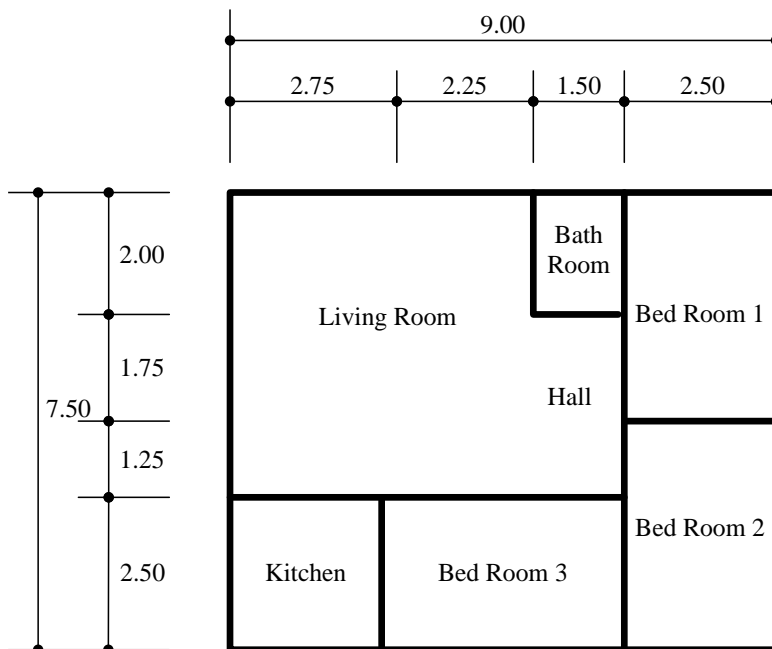 9.00
2.75 2.25 1.50 2.50
2.00
1.75
7.50
1.25
2.50
Bath
Room
Living Room
Bed Room 1
Hall
Bed Room 2
Kitchen
Bed Room 3